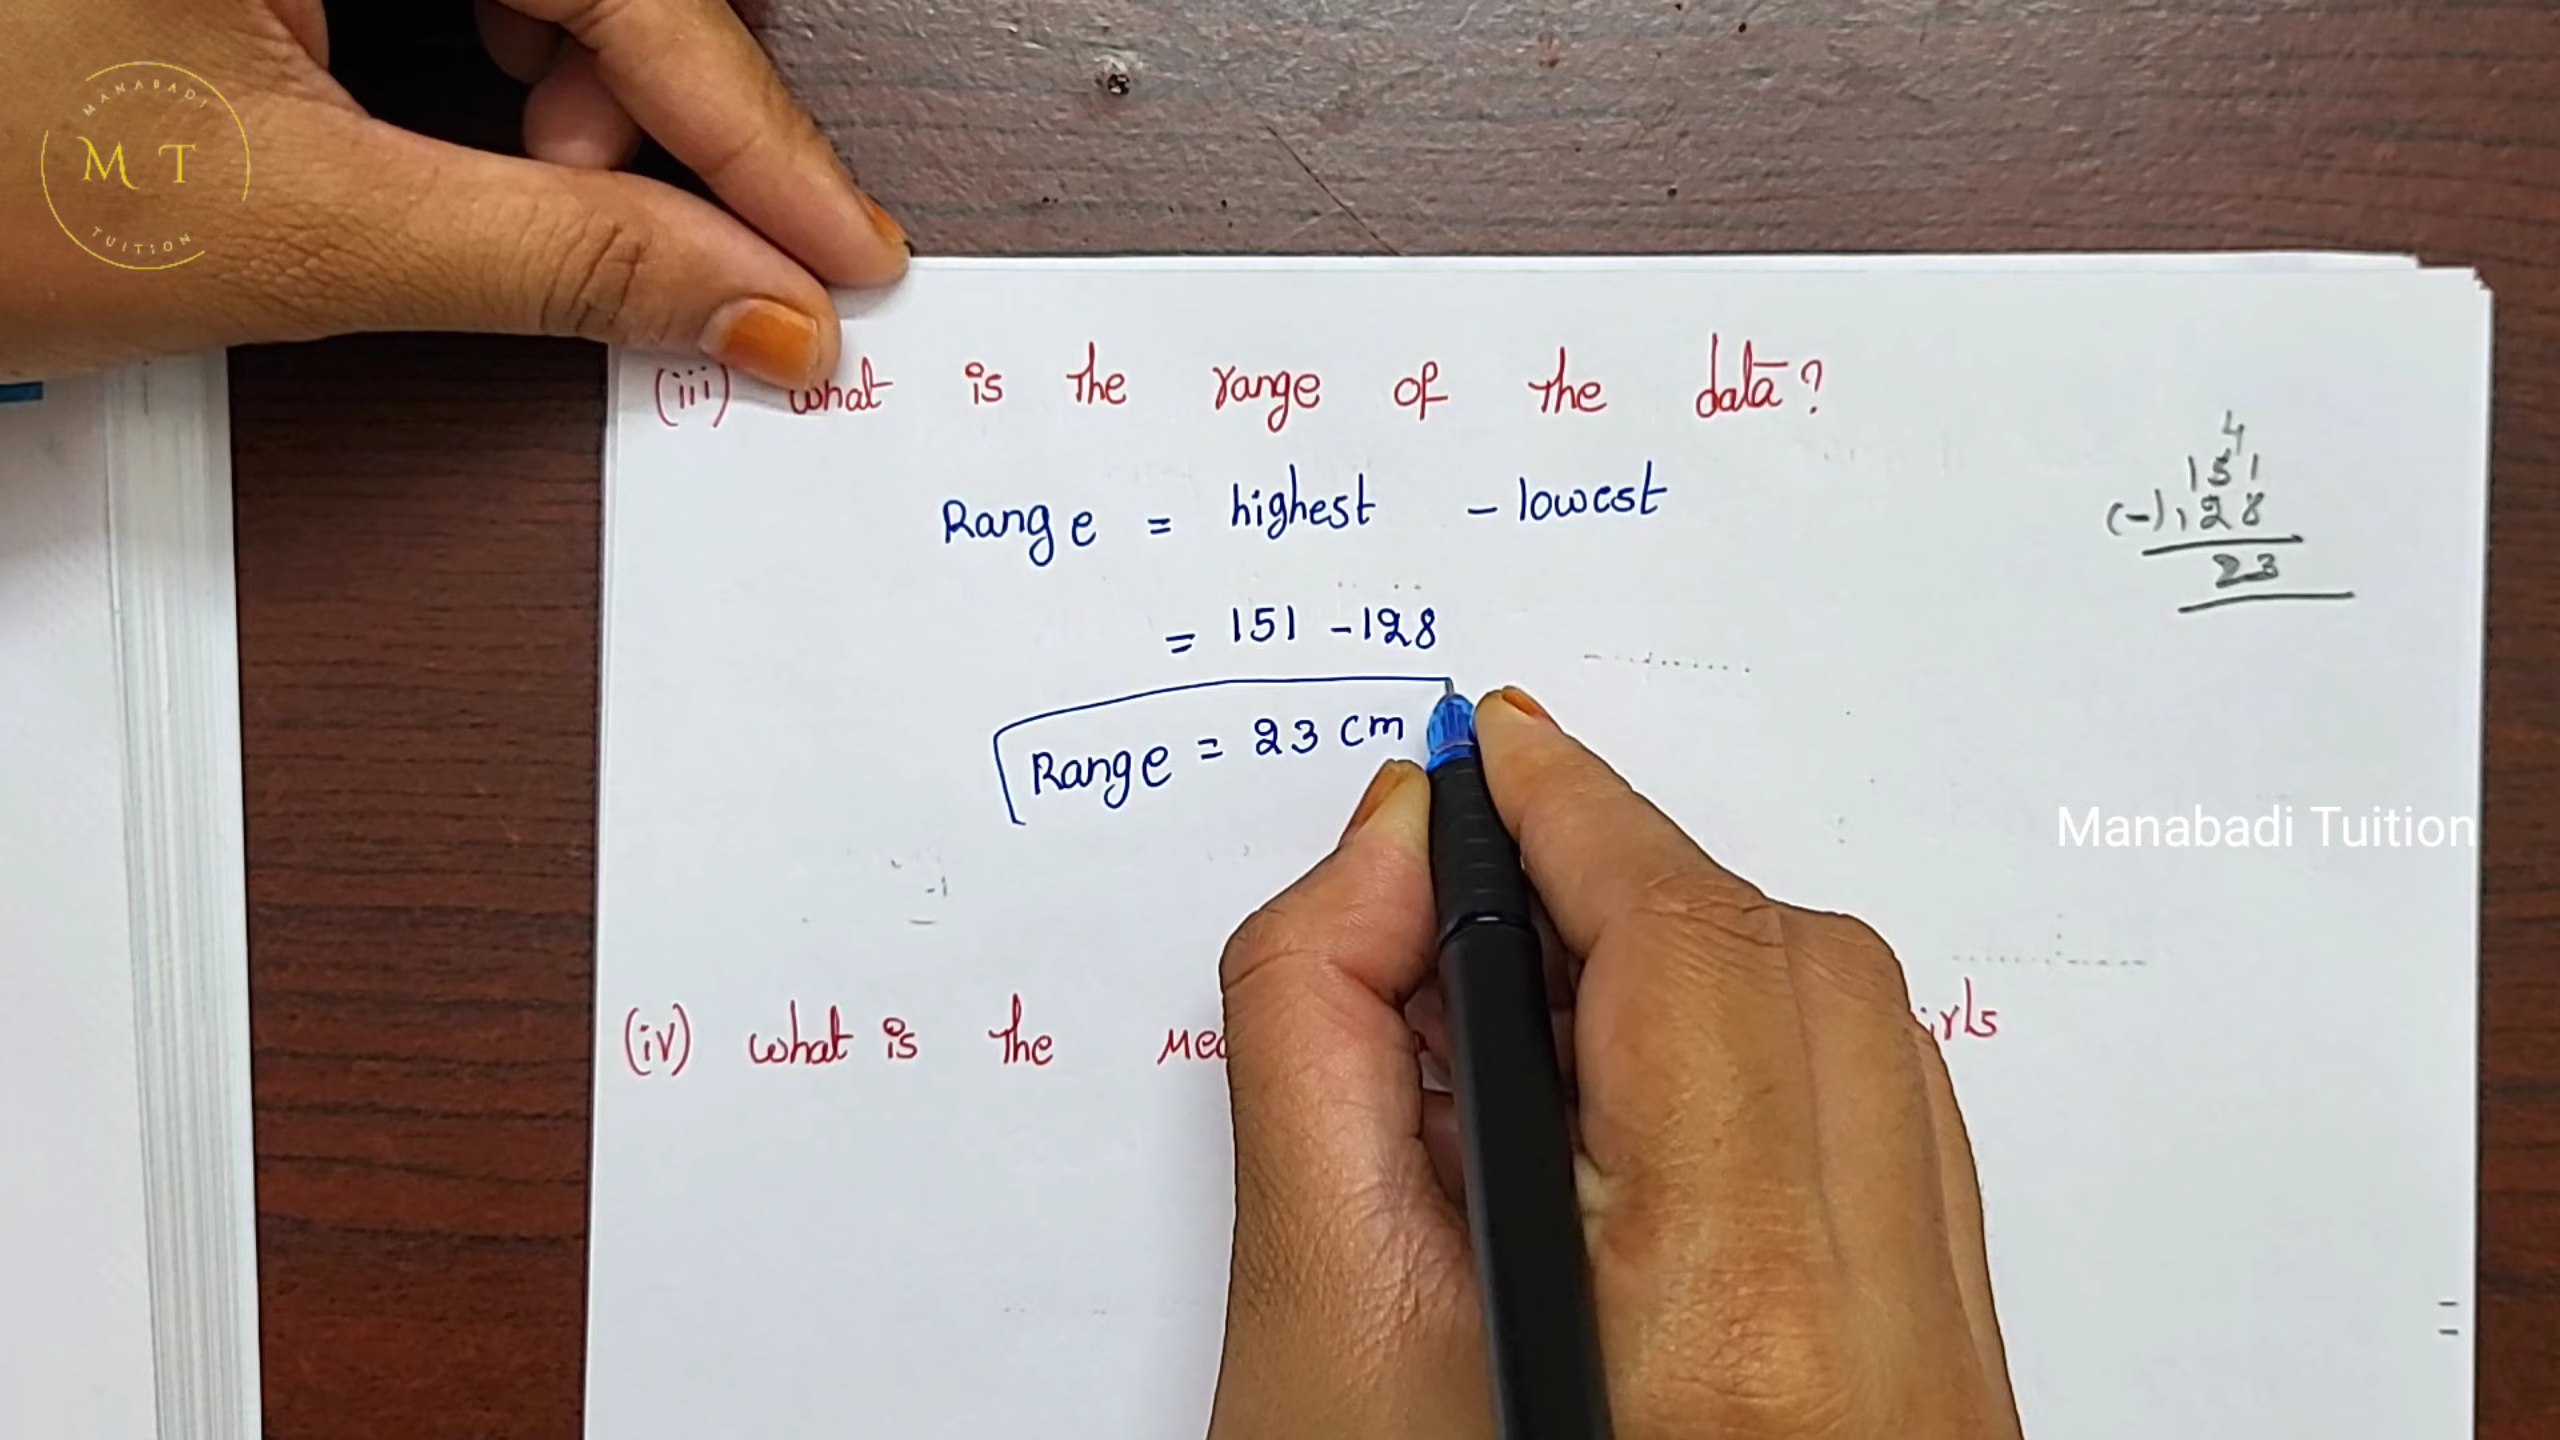 MANABADI
MT
TUITION
(iii) what is the range of the data?
Range = highest - lowest
= 151 - 128
Range = 23 cm
4
151
(-) 128
23
Manabadi Tuition
(iv) what is the